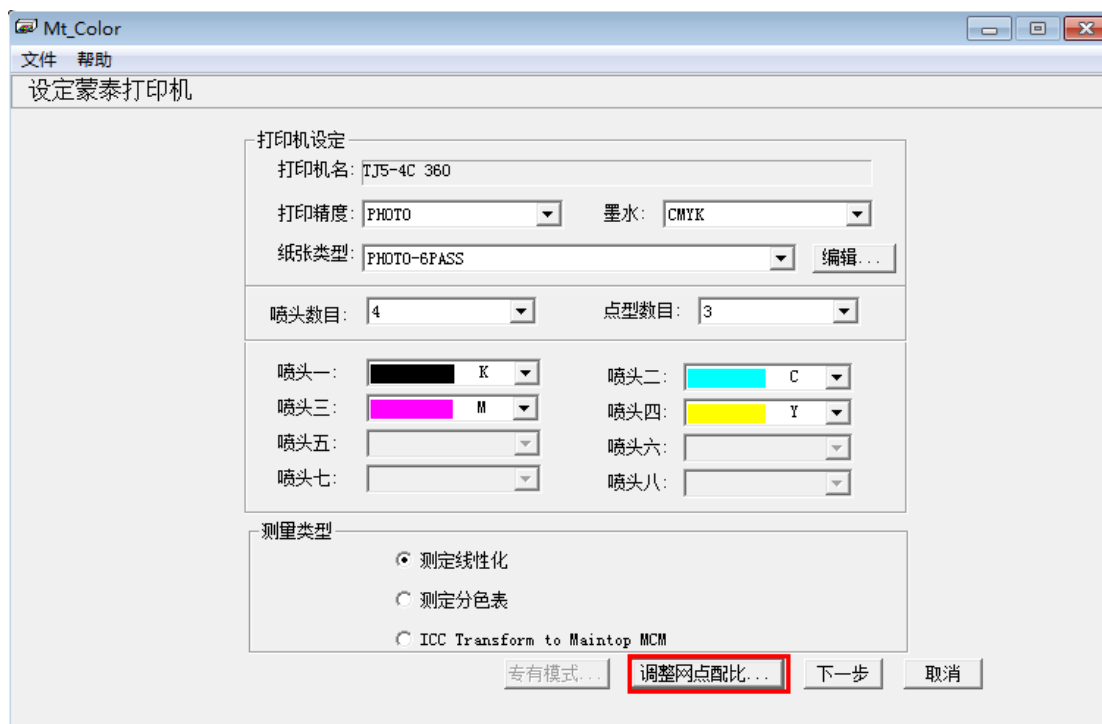 Mt_Color
文件 帮助
设定蒙泰打印机
打印机设定
打印机名: TJ5-4C 360
打印精度: PHOTO 墨水: CMYK
纸张类型: PHOTO-6PASS 编辑...
喷头数目: 4 点型数目: 3
喷头一: K 喷头二: C
喷头三: M 喷头四: Y
喷头五: 喷头六:
喷头七: 喷头八:
测里类型
测定线性化
测定分色表
ICC Transform to Maintop MCM
专有模式... 调整网点配比... 下一步 取消